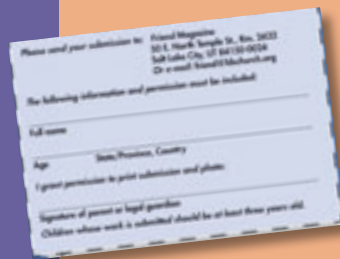 Please send your submission to: Friend Magazine
50 E. North Temple St., Rm. 2432
Salt Lake City, UT 84150-0024
Or e-mail: friend@ldschurch.org
The following information and permission must be included:
Full name
Age State/Province, Country
I grant permission to print submission and photo:
Signature of parent or legal guardian
Children whose work is submitted should be at least three years old.